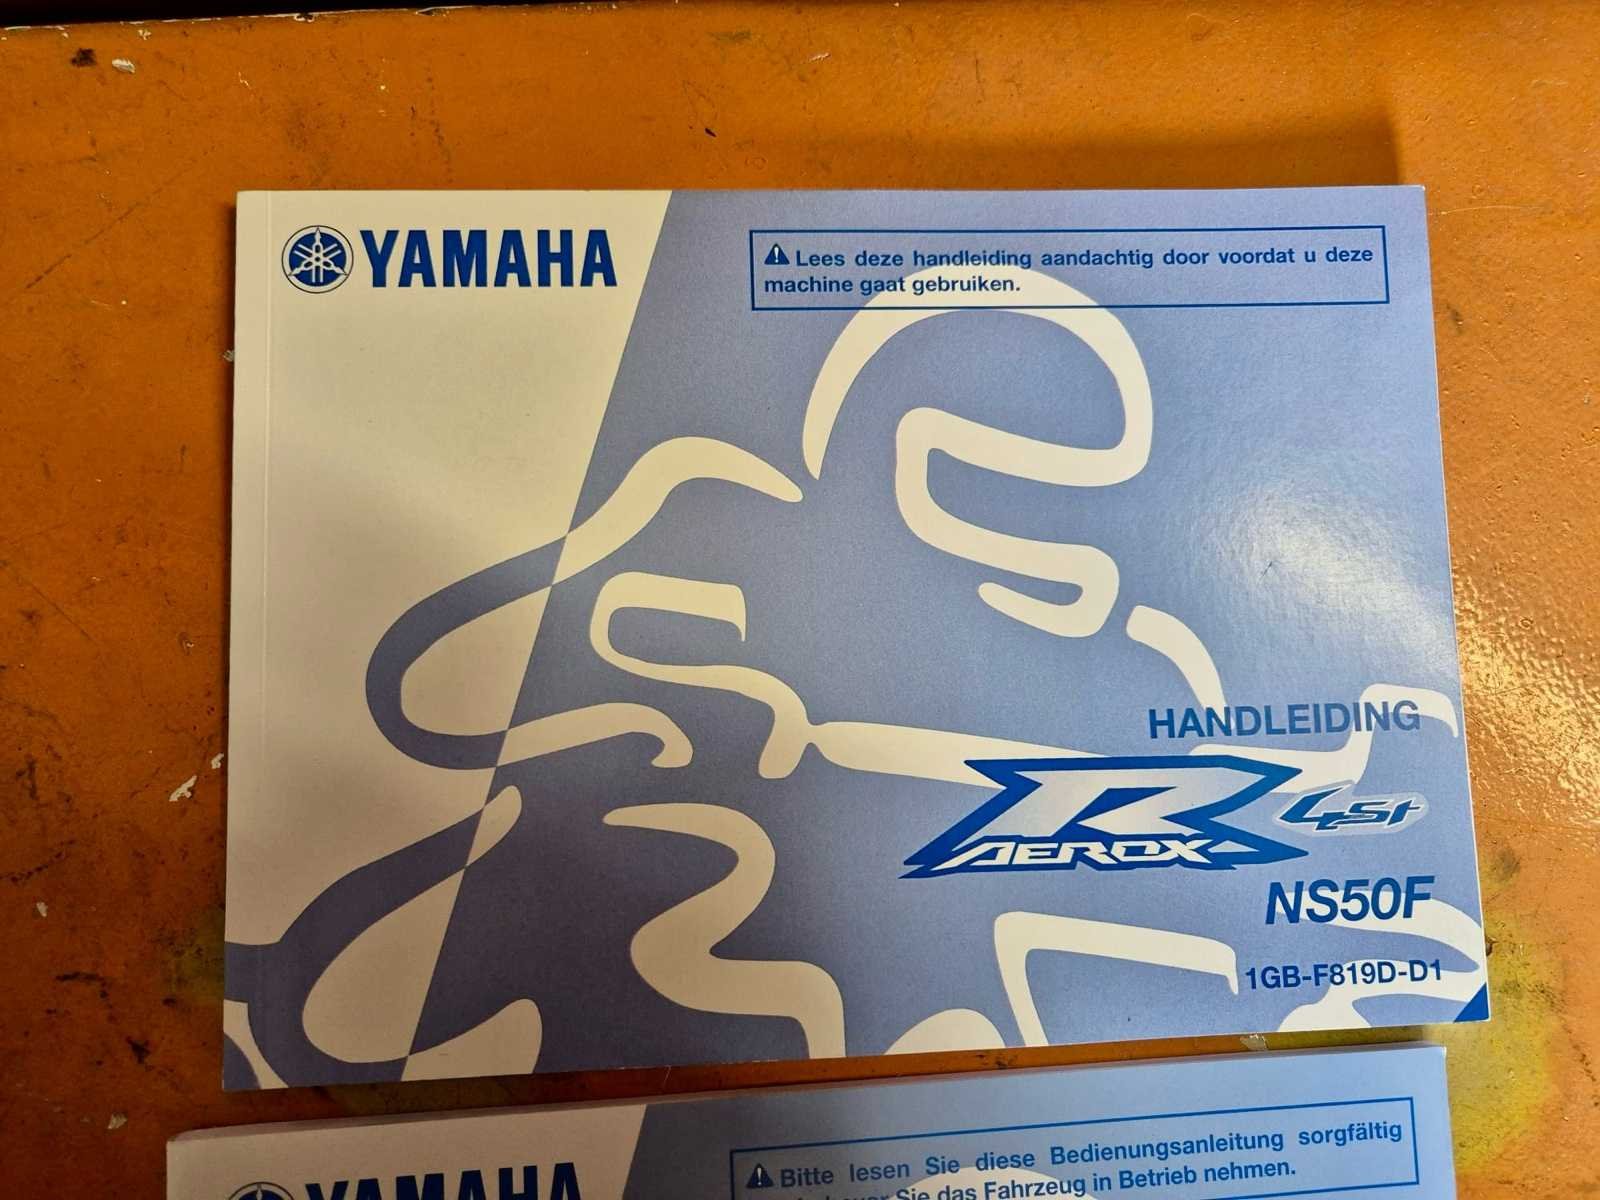 YAMAHA
Lees deze handleiding aandachtig door voordat u deze
machine gaat gebruiken.
HANDLEIDING
R 4St
AEROX
NS50F
1GB-F819D-D1
YAMAHA
Bitte lesen Sie diese Bedienungsanleitung sorgfältig
Sie das Fahrzeug in Betrieb nehmen.